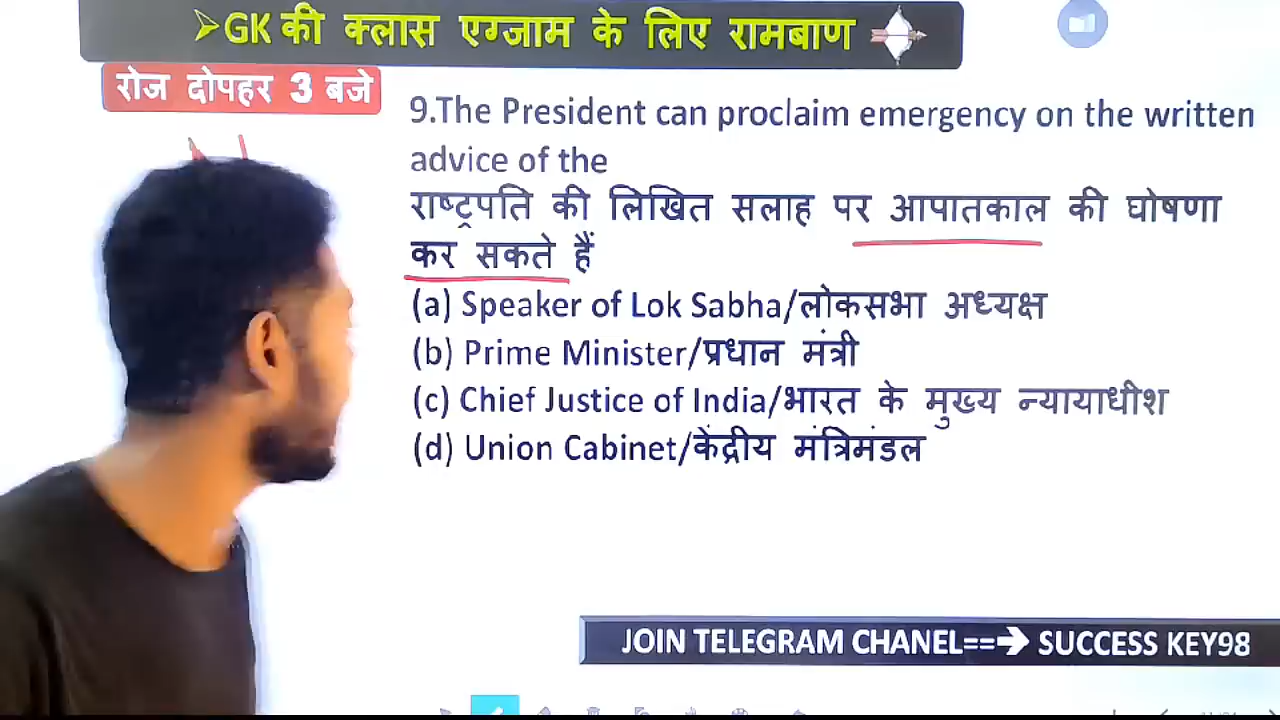 ➢GK की क्लास एग्जाम के लिए रामबाण
रोज दोपहर 3 बजे
9.The President can proclaim emergency on the written
advice of the
राष्ट्रपति की लिखित सलाह पर आपातकाल की घोषणा
कर सकते हैं
(a) Speaker of Lok Sabha/लोकसभा अध्यक्ष
(b) Prime Minister/प्रधान मंत्री
(c) Chief Justice of India/भारत के मुख्य न्यायाधीश
(d) Union Cabinet/केंद्रीय मंत्रिमंडल
JOIN TELEGRAM CHANEL==➔ SUCCESS KEY98